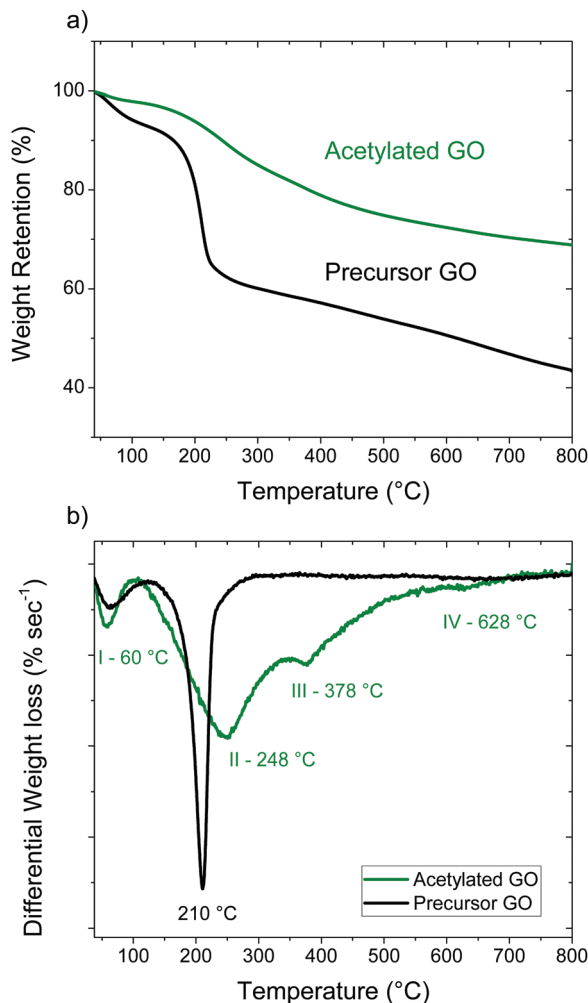 a)
Weight Retention (%)
100
80
60
40
Acetylated GO
Precursor GO
100 200 300 400 500 600 700 800
Temperature (°C)
b)
Differential Weight loss (% sec⁻¹)
I - 60 °C
II - 248 °C
III - 378 °C
IV - 628 °C
210 °C
Acetylated GO
Precursor GO
100 200 300 400 500 600 700 800
Temperature (°C)